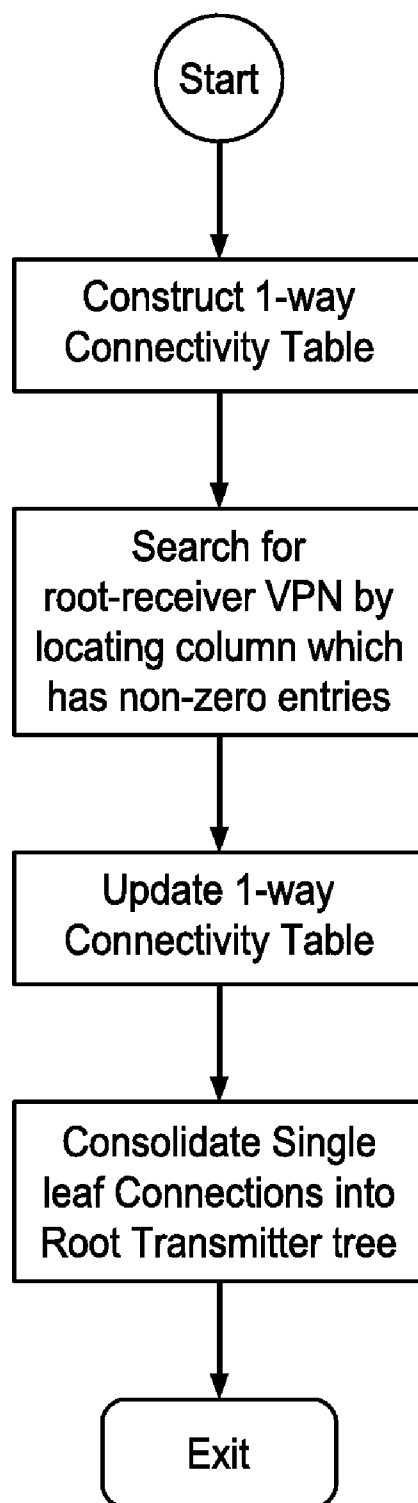 Start
Construct 1-way
Connectivity Table
Search for
root-receiver VPN by
locating column which
has non-zero entries
Update 1-way
Connectivity Table
Consolidate Single
leaf Connections into
Root Transmitter tree
Exit